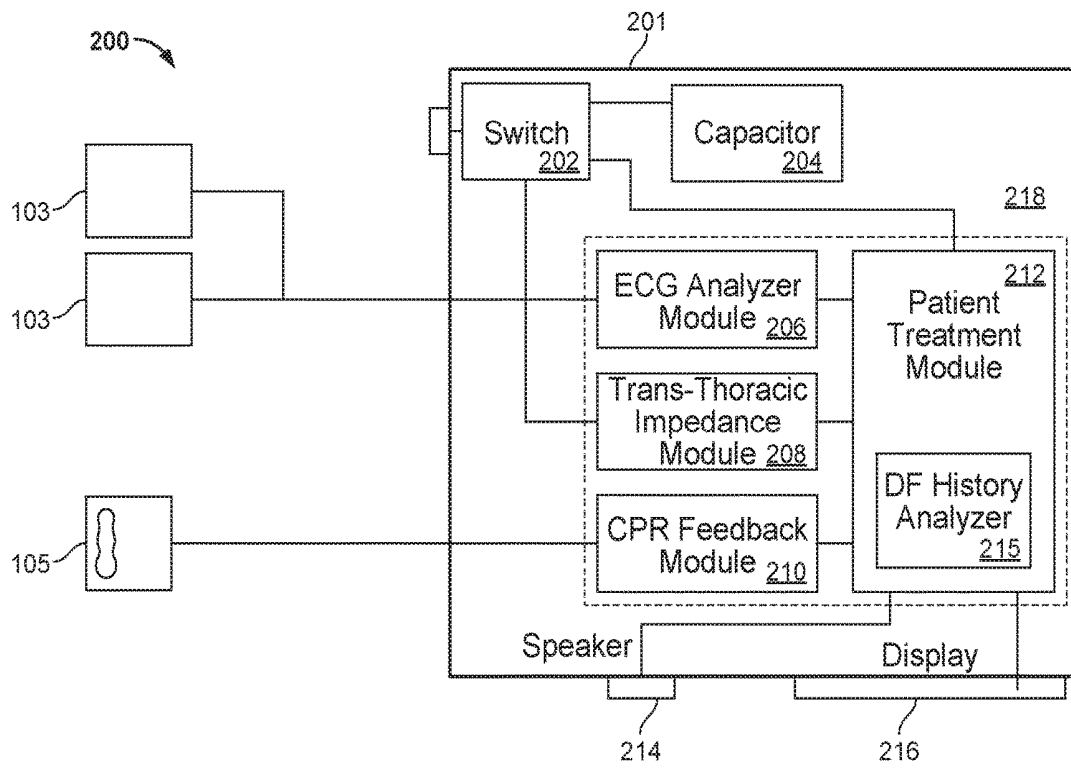 200
201
Switch
202
Capacitor
204
103
218
103
ECG Analyzer
Module 206
212
Patient
Treatment
Module
Trans-Thoracic
Impedance
Module 208
DF History
Analyzer
215
105
CPR Feedback
Module 210
Speaker
Display
214
216